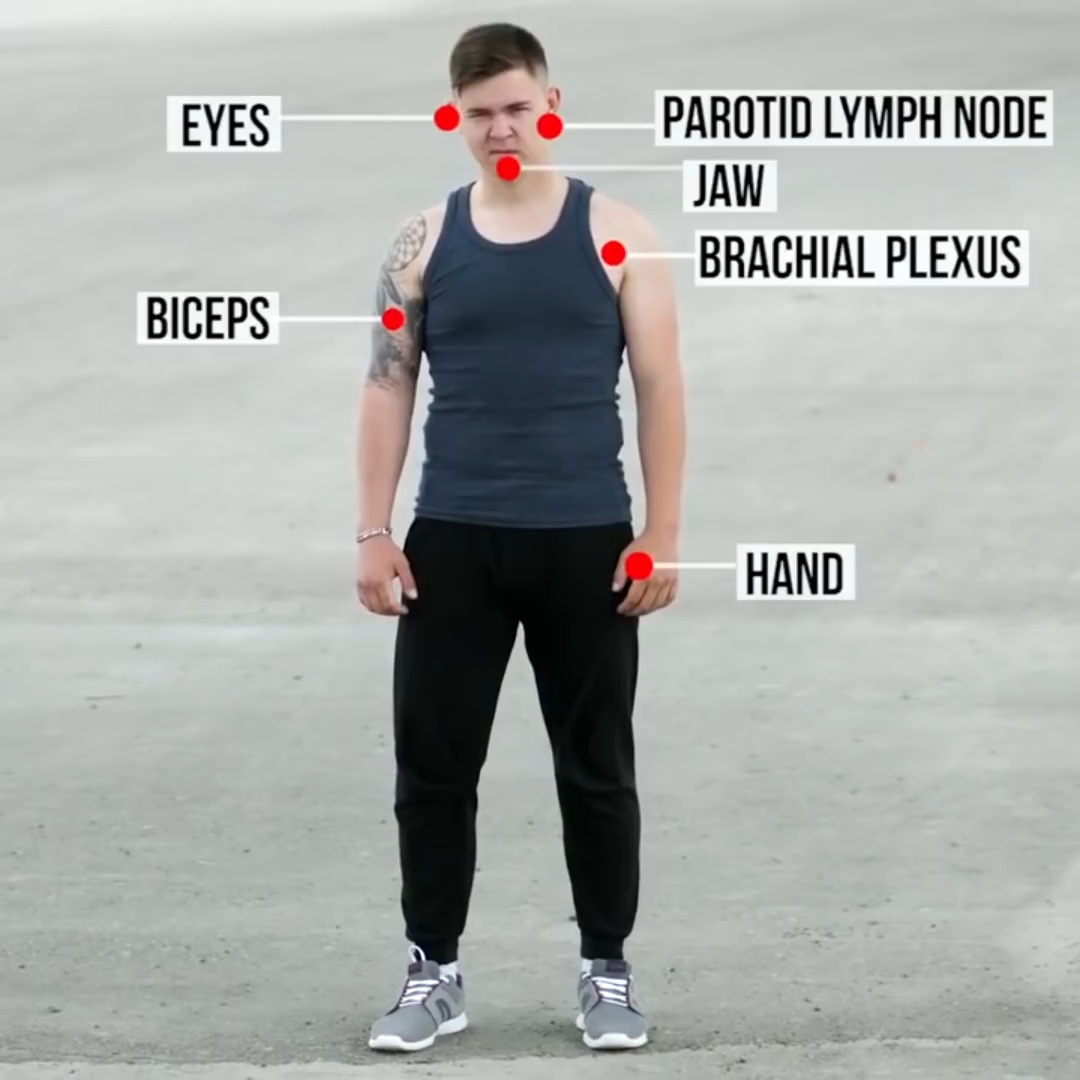 EYES
PAROTID LYMPH NODE
JAW
BRACHIAL PLEXUS
BICEPS
HAND